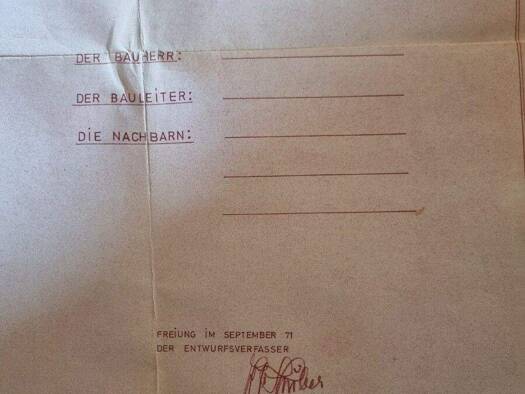 DER BAUHERR:
DER BAULEITER:
DIE NACHBARN:
FREIUNG IM SEPTEMBER 71
DER ENTWURFSVERFASSER